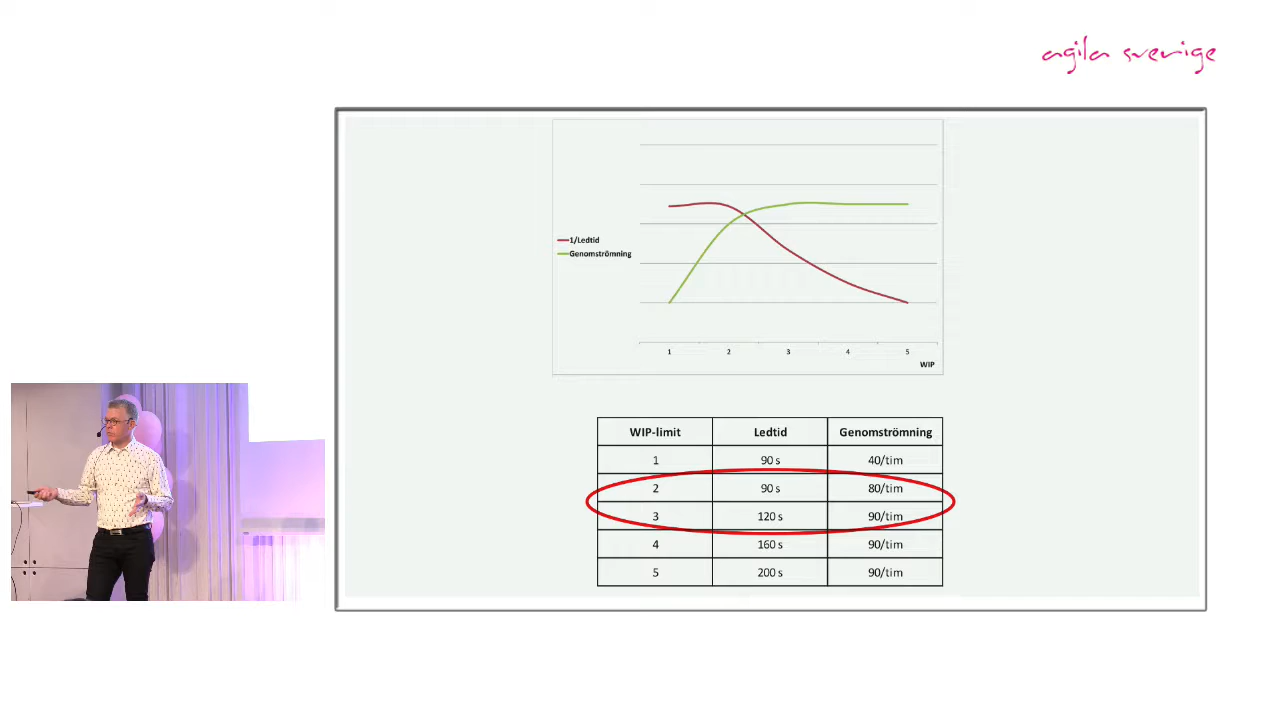 agila sverige
1/Ledtid
Genomströmning
1 2 3 4 5
WIP
WIP-limit Ledtid Genomströmning
1 90 s 40/tim
2 90 s 80/tim
3 120 s 90/tim
4 160 s 90/tim
5 200 s 90/tim